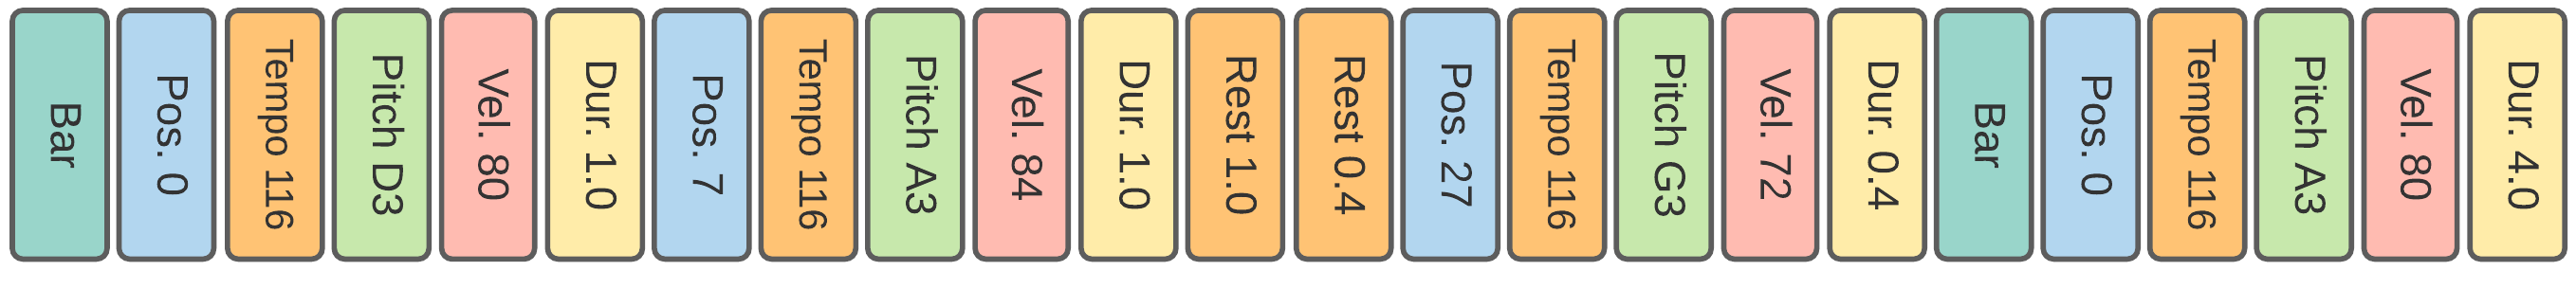 Bar
Pos. 0
Tempo 116
Pitch D3
Vel. 80
Dur. 1.0
Pos. 7
Tempo 116
Pitch A3
Vel. 84
Dur. 1.0
Rest 1.0
Rest 0.4
Pos. 27
Tempo 116
Pitch G3
Vel. 72
Dur. 0.4
Bar
Pos. 0
Tempo 116
Pitch A3
Vel. 80
Dur. 4.0